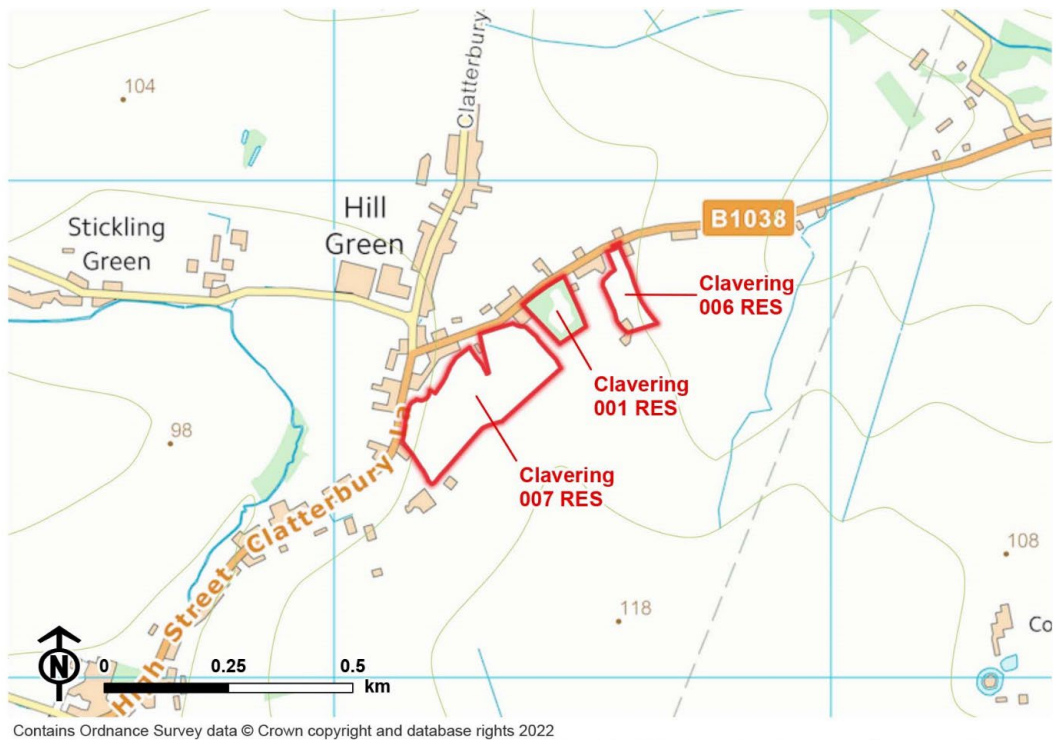 104
Clatterbury
Stickling
Green
Hill
Green
B1038
Clavering
006 RES
Clavering
001 RES
98
Clavering
007 RES
High Street Clatterbury La
118
108
Co
N
0 0.25 0.5
km
Contains Ordnance Survey data © Crown copyright and database rights 2022